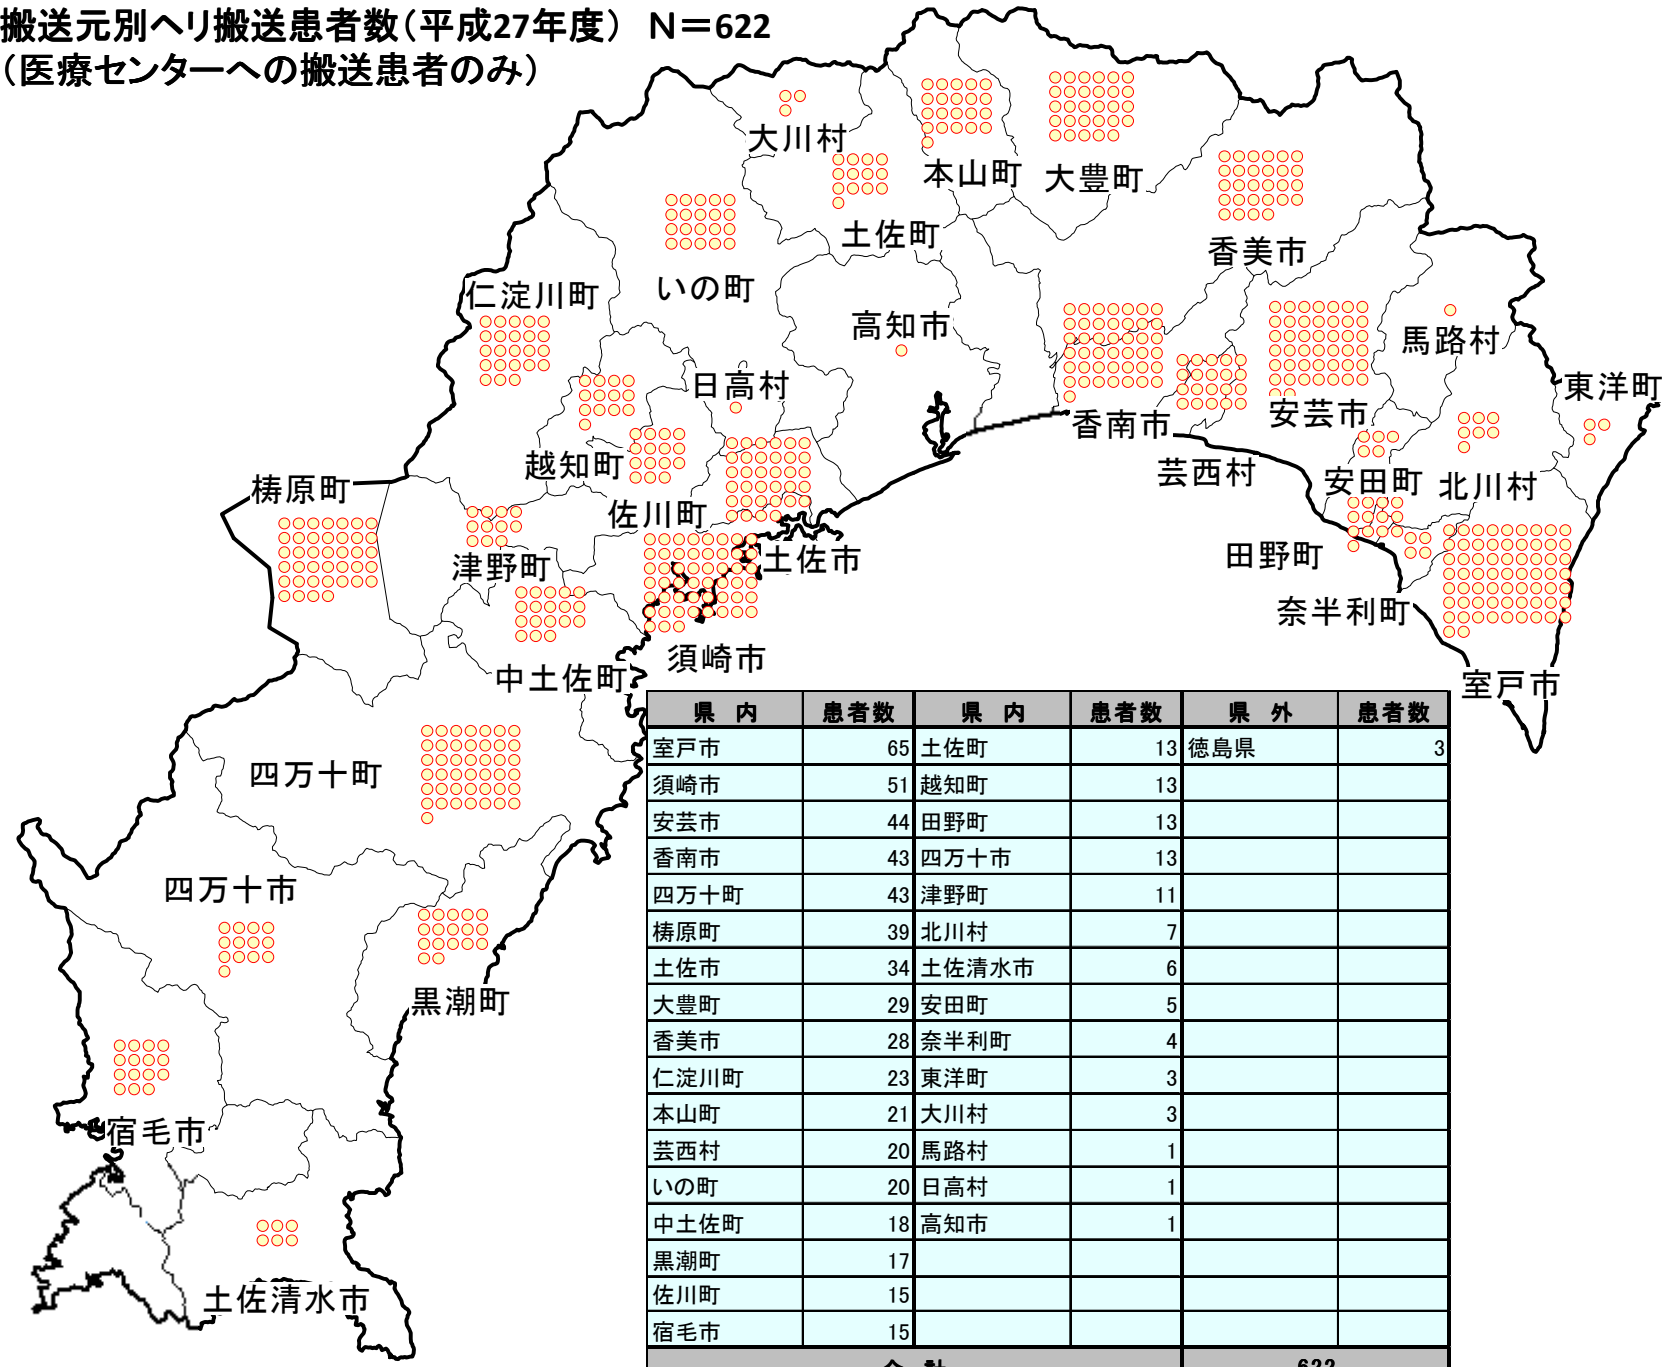 搬送元別ヘリ搬送患者数（平成27年度） N＝622
（医療センターへの搬送患者のみ）
大川村
本山町
大豊町
土佐町
香美市
いの町
仁淀川町
高知市
馬路村
日高村
東洋町
香南市
安芸市
越知町
芸西村
安田町
北川村
梼原町
佐川町
津野町
土佐市
田野町
奈半利町
須崎市
中土佐町
室戸市
四万十町
四万十市
黒潮町
宿毛市
土佐清水市
県 内 患者数 県 内 患者数 県 外 患者数
室戸市 65 土佐町 13 徳島県 3
須崎市 51 越知町 13
安芸市 44 田野町 13
香南市 43 四万十市 13
四万十町 43 津野町 11
梼原町 39 北川村 7
土佐市 34 土佐清水市 6
大豊町 29 安田町 5
香美市 28 奈半利町 4
仁淀川町 23 東洋町 3
本山町 21 大川村 3
芸西村 20 馬路村 1
いの町 20 日高村 1
中土佐町 18 高知市 1
黒潮町 17
佐川町 15
宿毛市 15
合 計 622